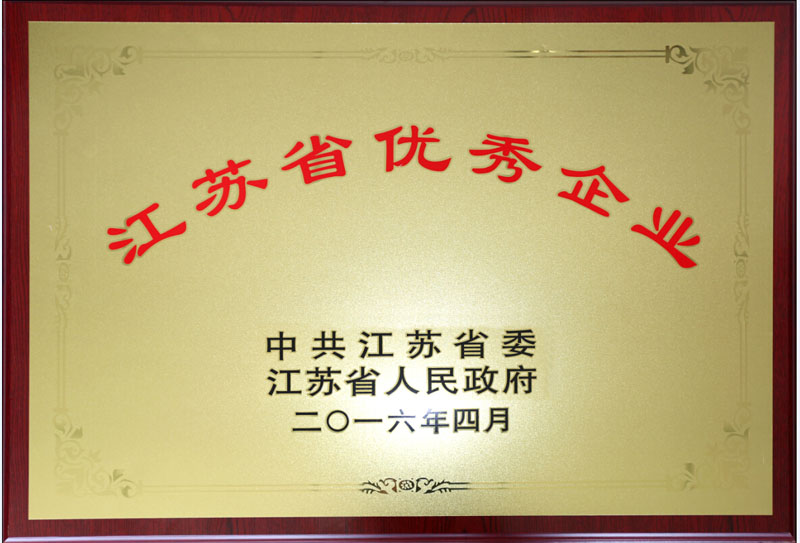 江苏省优秀企业
中共江苏省委
江苏省人民政府
二〇一六年四月